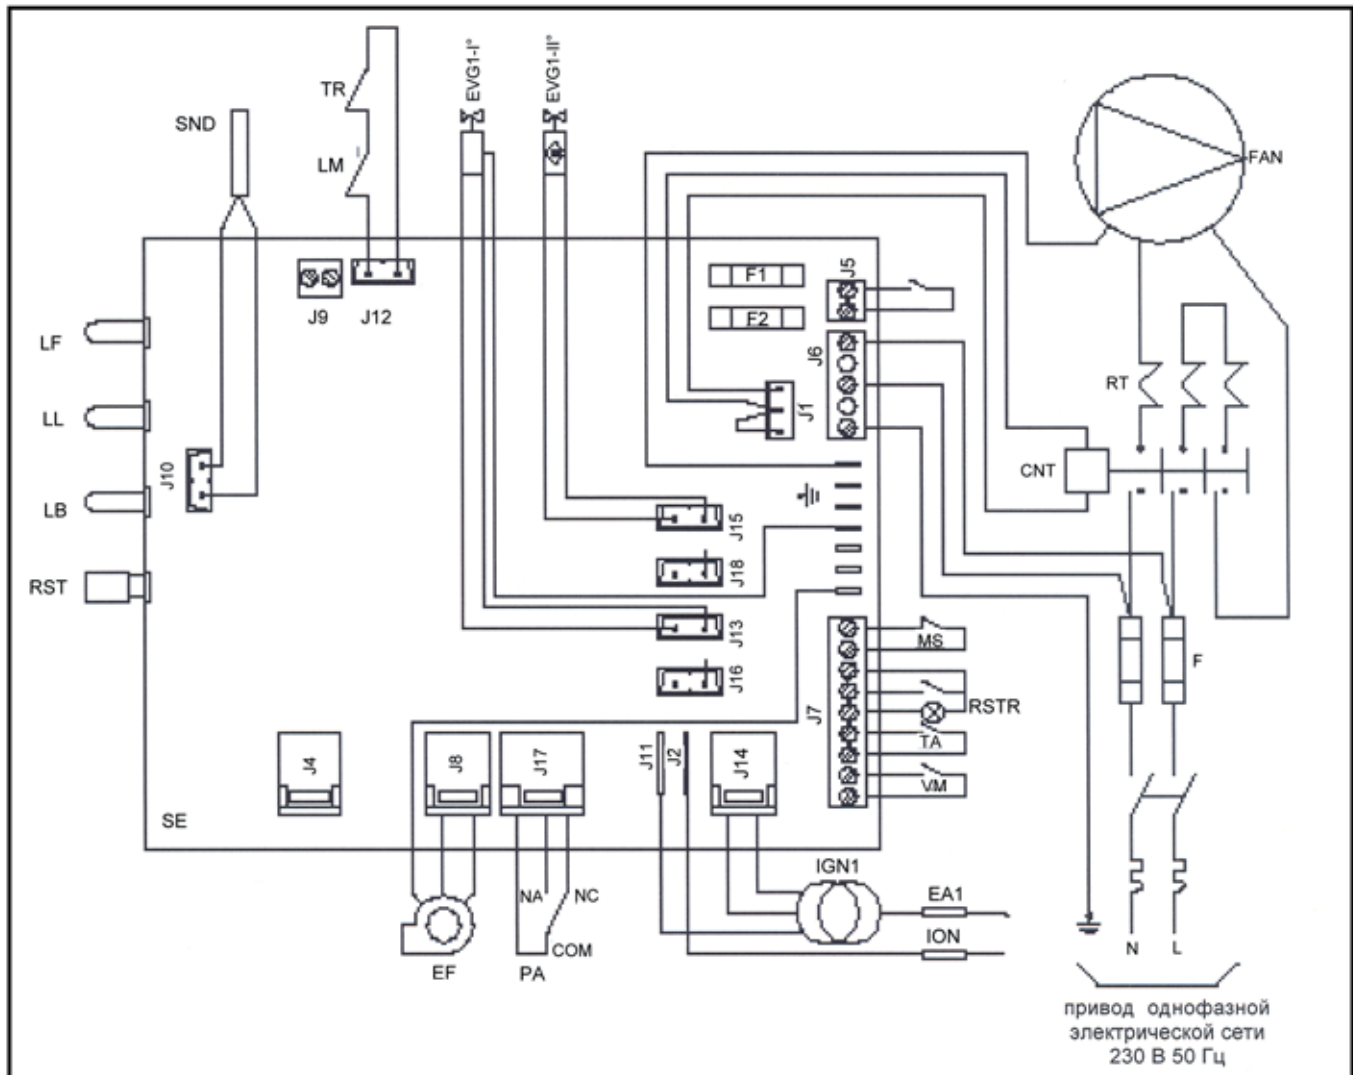 EVG1-I°
EVG1-II°
TR
SND
LM
FAN
J9
J12
F1
F2
J5
J6
J1
LF
LL
LB
RST
J10
RT
CNT
J15
J18
J13
J16
MS
RSTR
TA
VM
J7
F
J4
J8
J17
J11
J2
J14
SE
IGN1
NA
NC
COM
EA1
ION
EF
PA
N
L
привод однофазной
электрической сети
230 В 50 Гц